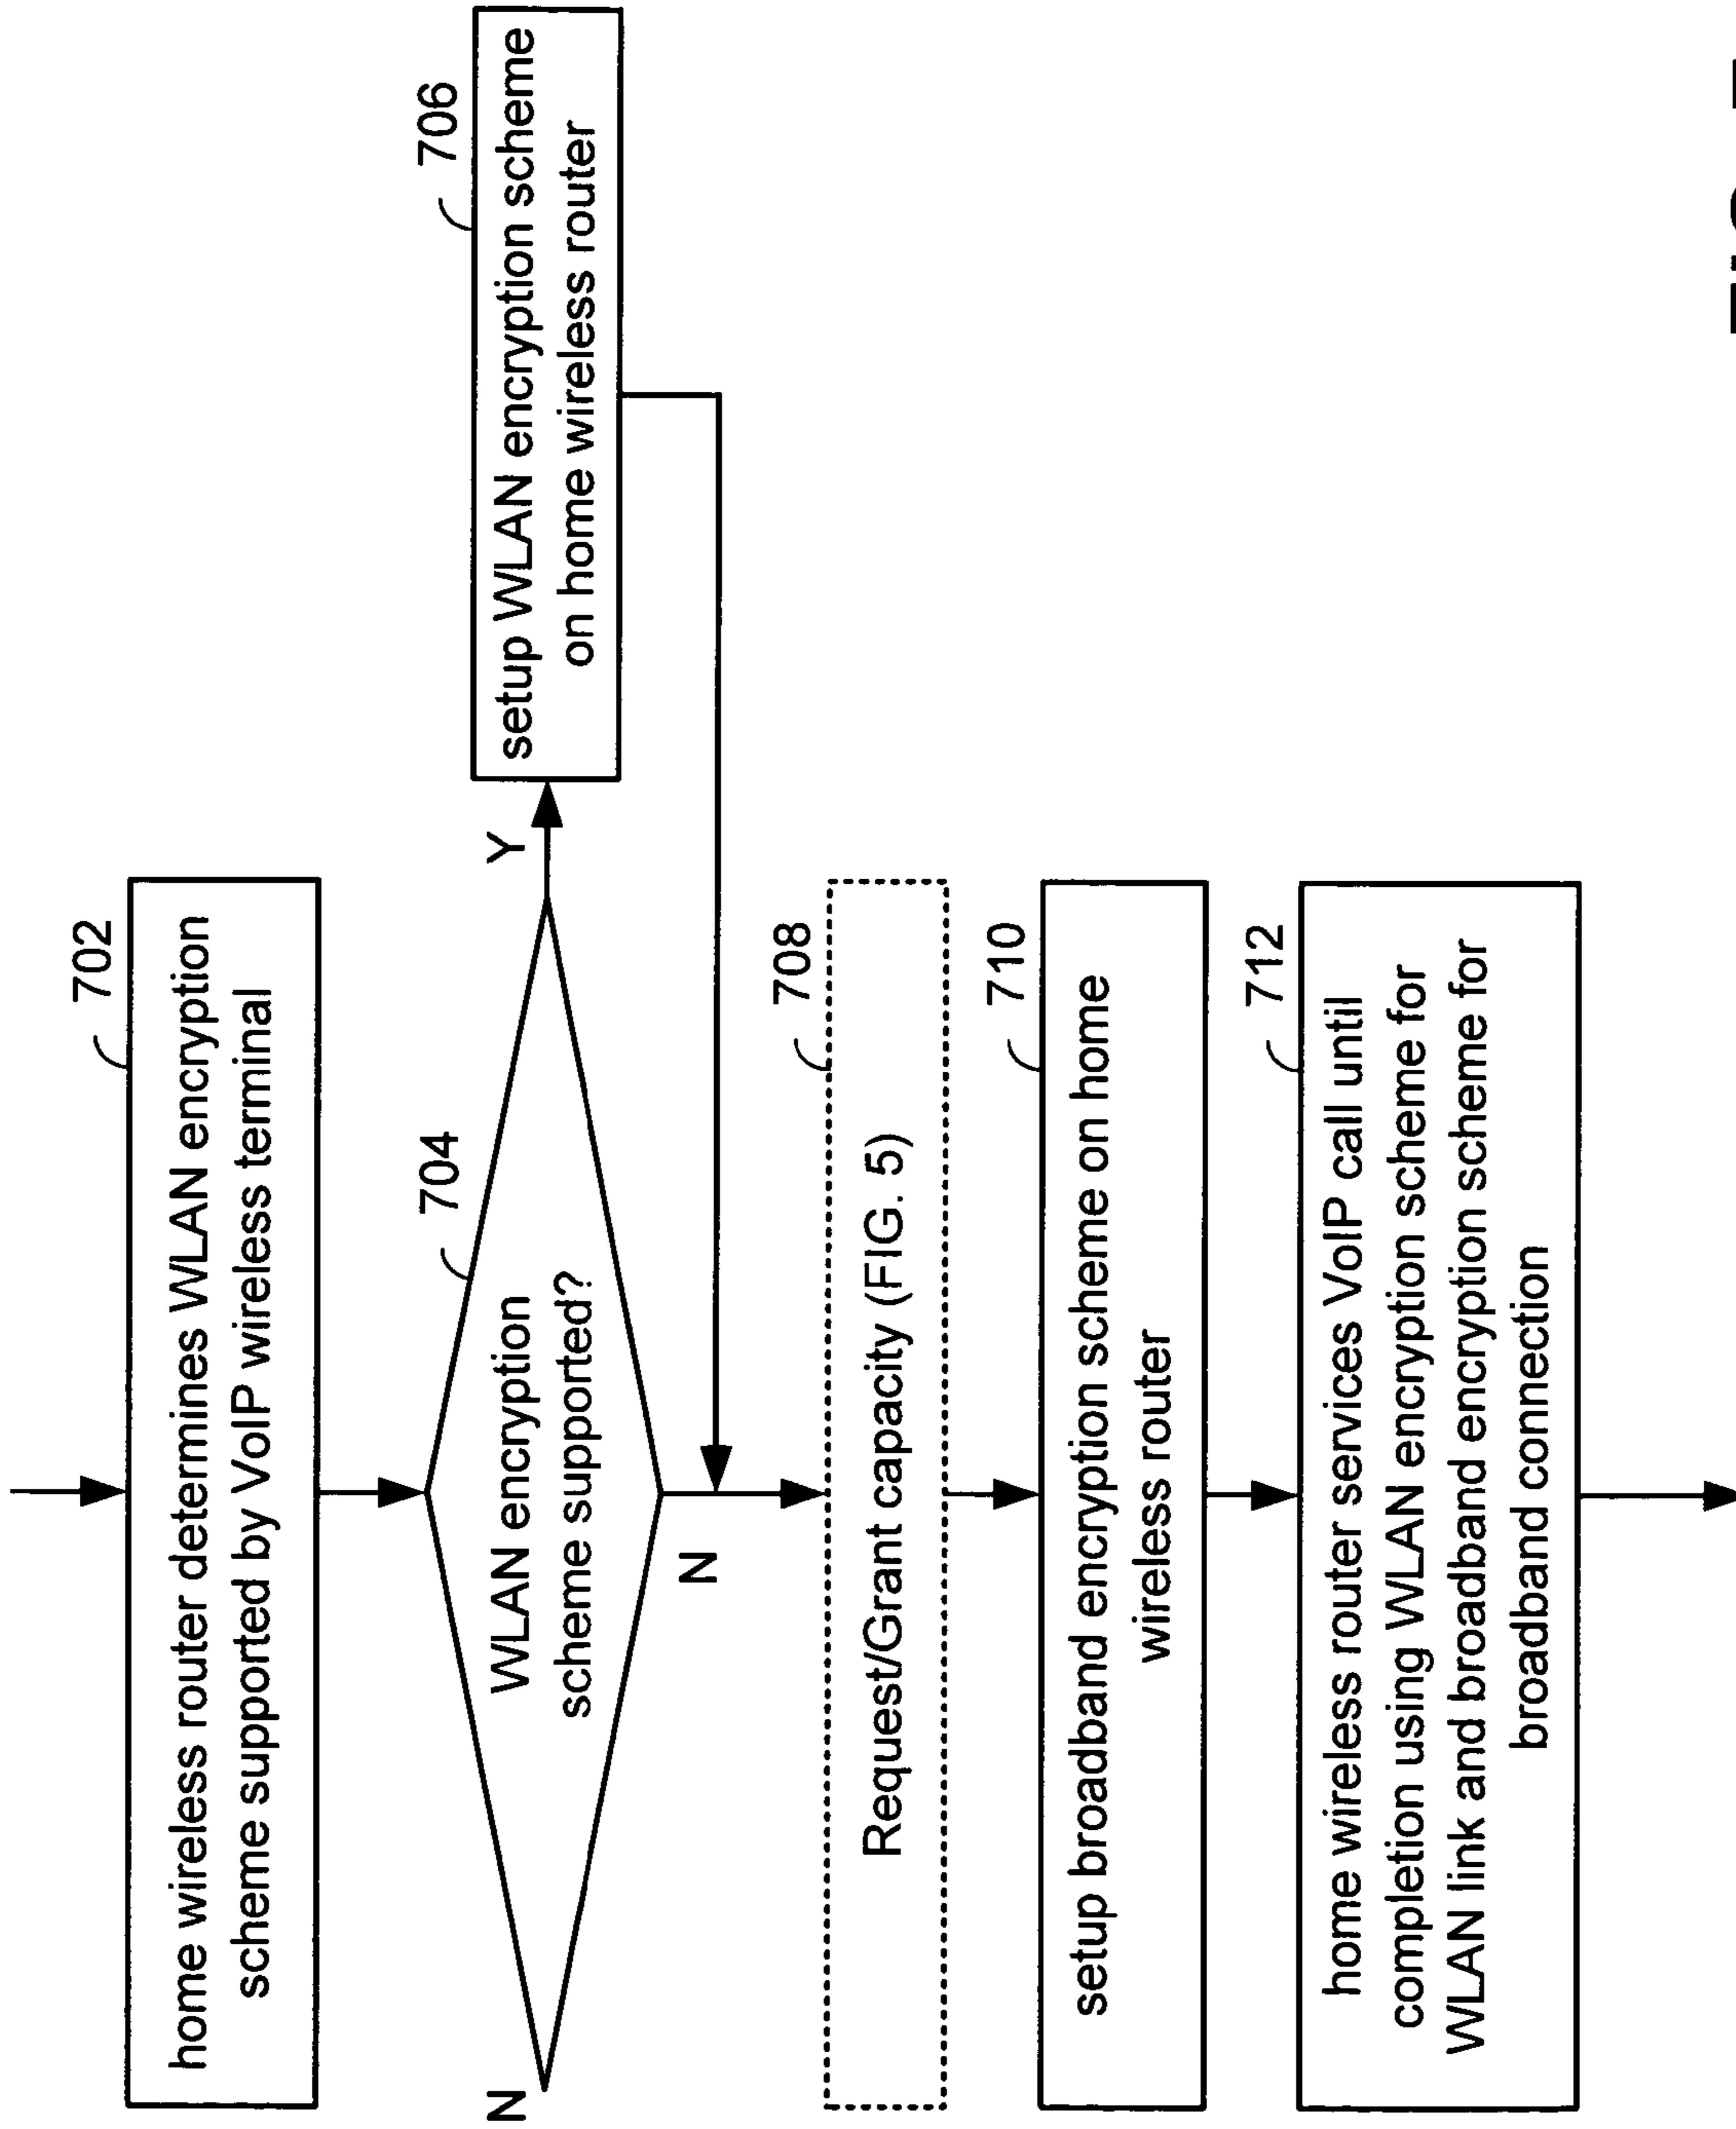 702
home wireless router determines WLAN encryption
scheme supported by VoIP wireless terminal
704
N
WLAN encryption
scheme supported?
Y
706
setup WLAN encryption scheme
on home wireless router
N
708
Request/Grant capacity (FIG. 5)
710
setup broadband encryption scheme on home
wireless router
712
home wireless router services VoIP call until
completion using WLAN encryption scheme for
WLAN link and broadband encryption scheme for
broadband connection